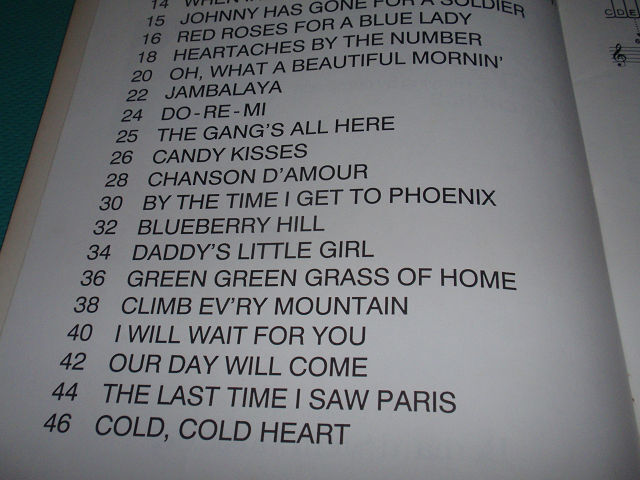 14 WHEN
15 JOHNNY HAS GONE FOR A SOLDIER
16 RED ROSES FOR A BLUE LADY
18 HEARTACHES BY THE NUMBER
20 OH, WHAT A BEAUTIFUL MORNIN'
22 JAMBALAYA
24 DO-RE-MI
25 THE GANG'S ALL HERE
26 CANDY KISSES
28 CHANSON D'AMOUR
30 BY THE TIME I GET TO PHOENIX
32 BLUEBERRY HILL
34 DADDY'S LITTLE GIRL
36 GREEN GREEN GRASS OF HOME
38 CLIMB EV'RY MOUNTAIN
40 I WILL WAIT FOR YOU
42 OUR DAY WILL COME
44 THE LAST TIME I SAW PARIS
46 COLD, COLD HEART
C D E